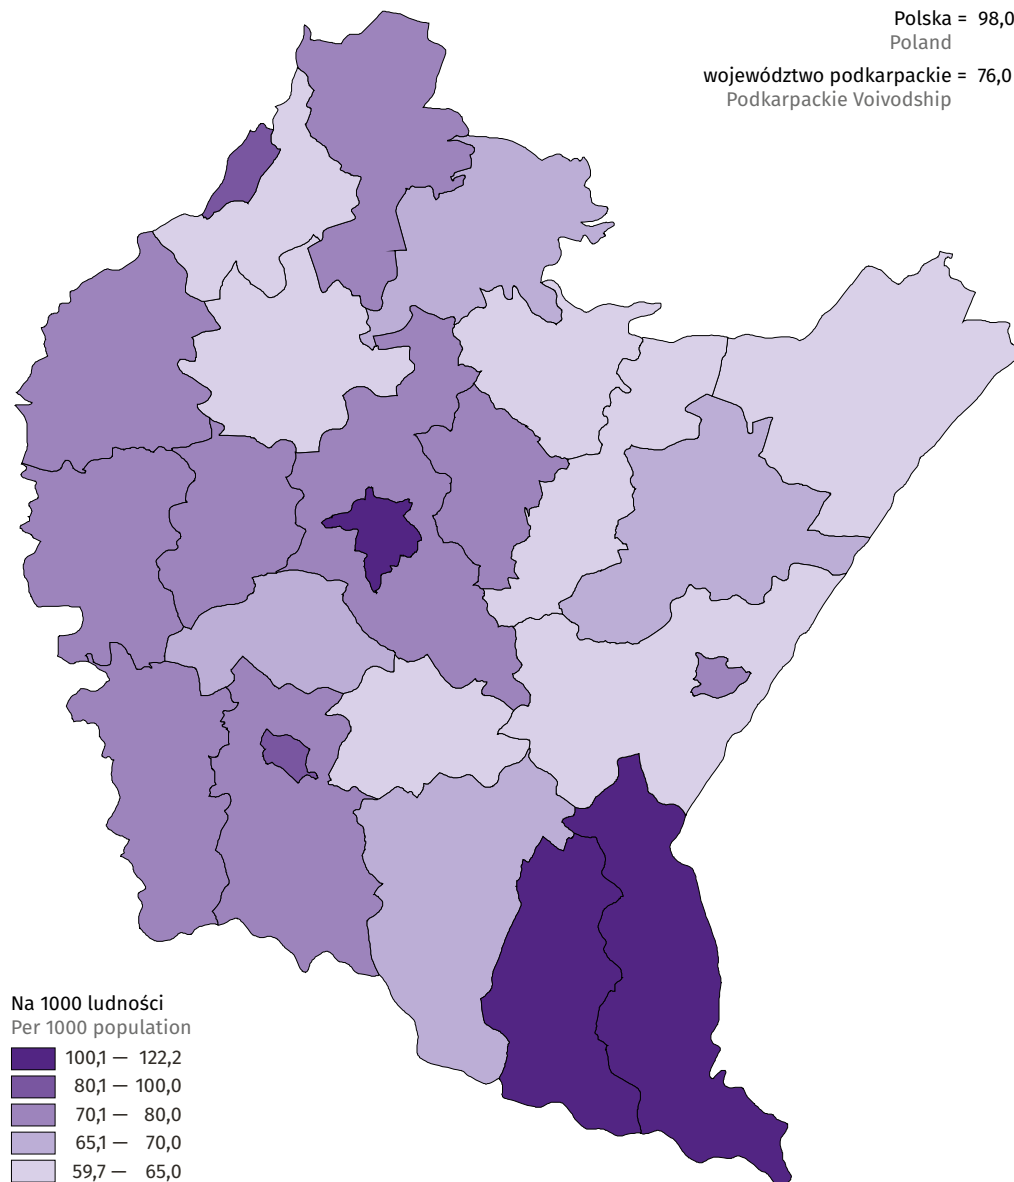 Polska = 98,0
Poland
województwo podkarpackie = 76,0
Podkarpackie Voivodship
Na 1000 ludności
Per 1000 population
100,1 — 122,2
80,1 — 100,0
70,1 — 80,0
65,1 — 70,0
59,7 — 65,0